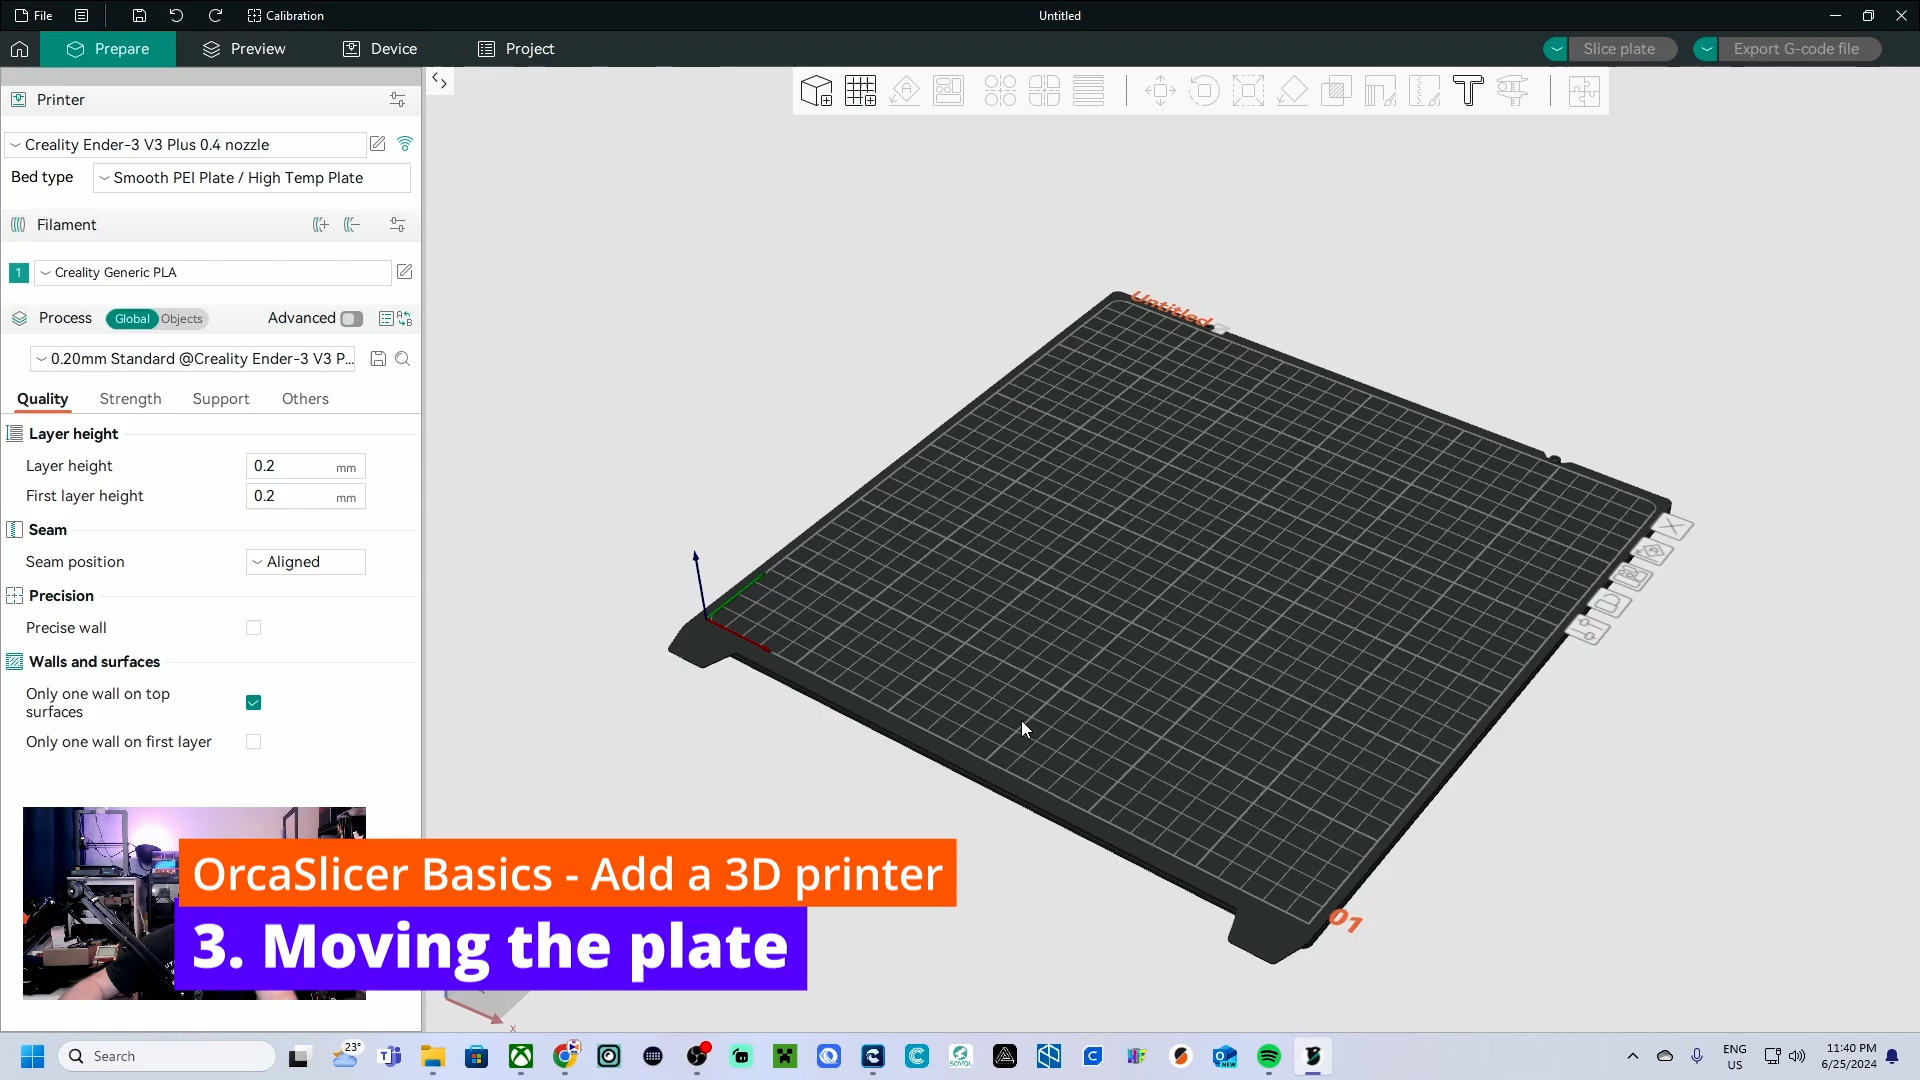 File
Calibration
Untitled
Prepare
Preview
Device
Project
Slice plate
Export G-code file
Printer
Creality Ender-3 V3 Plus 0.4 nozzle
Bed type
Smooth PEI Plate / High Temp Plate
Filament
1
Creality Generic PLA
Process
Global
Objects
Advanced
0.20mm Standard @Creality Ender-3 V3 P...
Quality
Strength
Support
Others
Layer height
Layer height
0.2
mm
First layer height
0.2
mm
Seam
Seam position
Aligned
Precision
Precise wall
Walls and surfaces
Only one wall on top
surfaces
Only one wall on first layer
Untitled
01
OrcaSlicer Basics - Add a 3D printer
3. Moving the plate
x
Search
23°
ENG
US
11:40 PM
6/25/2024